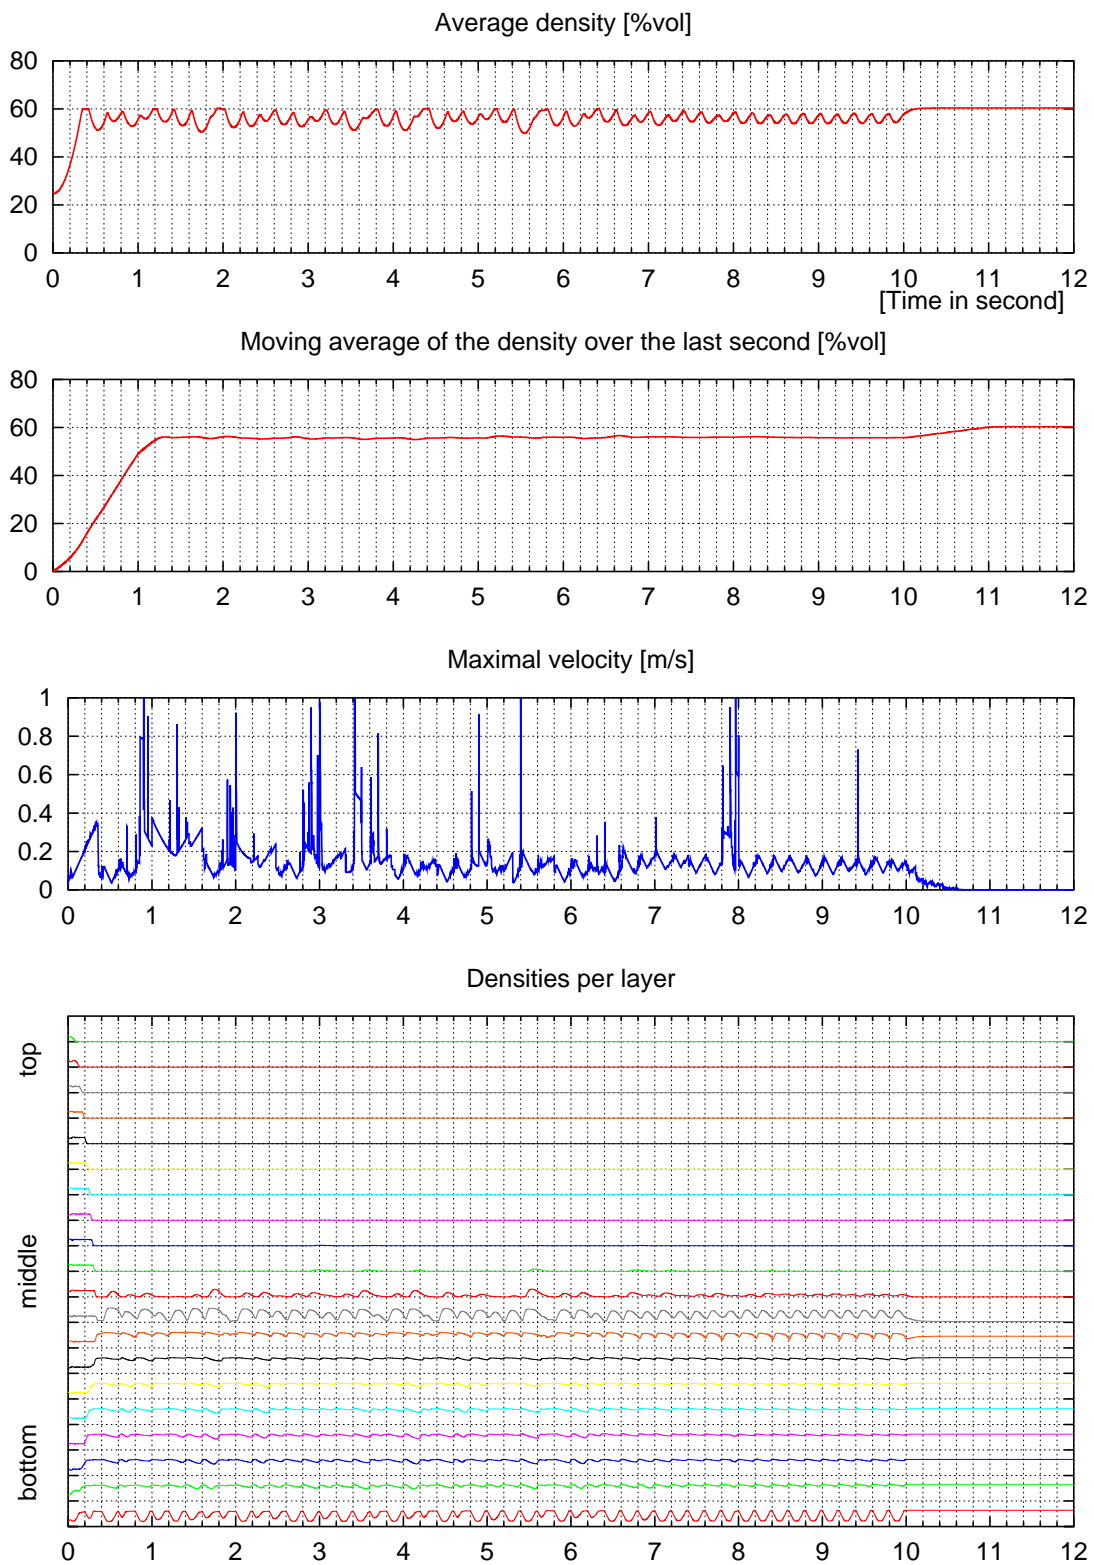 Average density [%vol]
80
60
40
20
0
0 1 2 3 4 5 6 7 8 9 10 11 12
[Time in second]
Moving average of the density over the last second [%vol]
80
60
40
20
0
0 1 2 3 4 5 6 7 8 9 10 11 12
Maximal velocity [m/s]
1
0.8
0.6
0.4
0.2
0
0 1 2 3 4 5 6 7 8 9 10 11 12
Densities per layer
top
middle
bottom
0 1 2 3 4 5 6 7 8 9 10 11 12